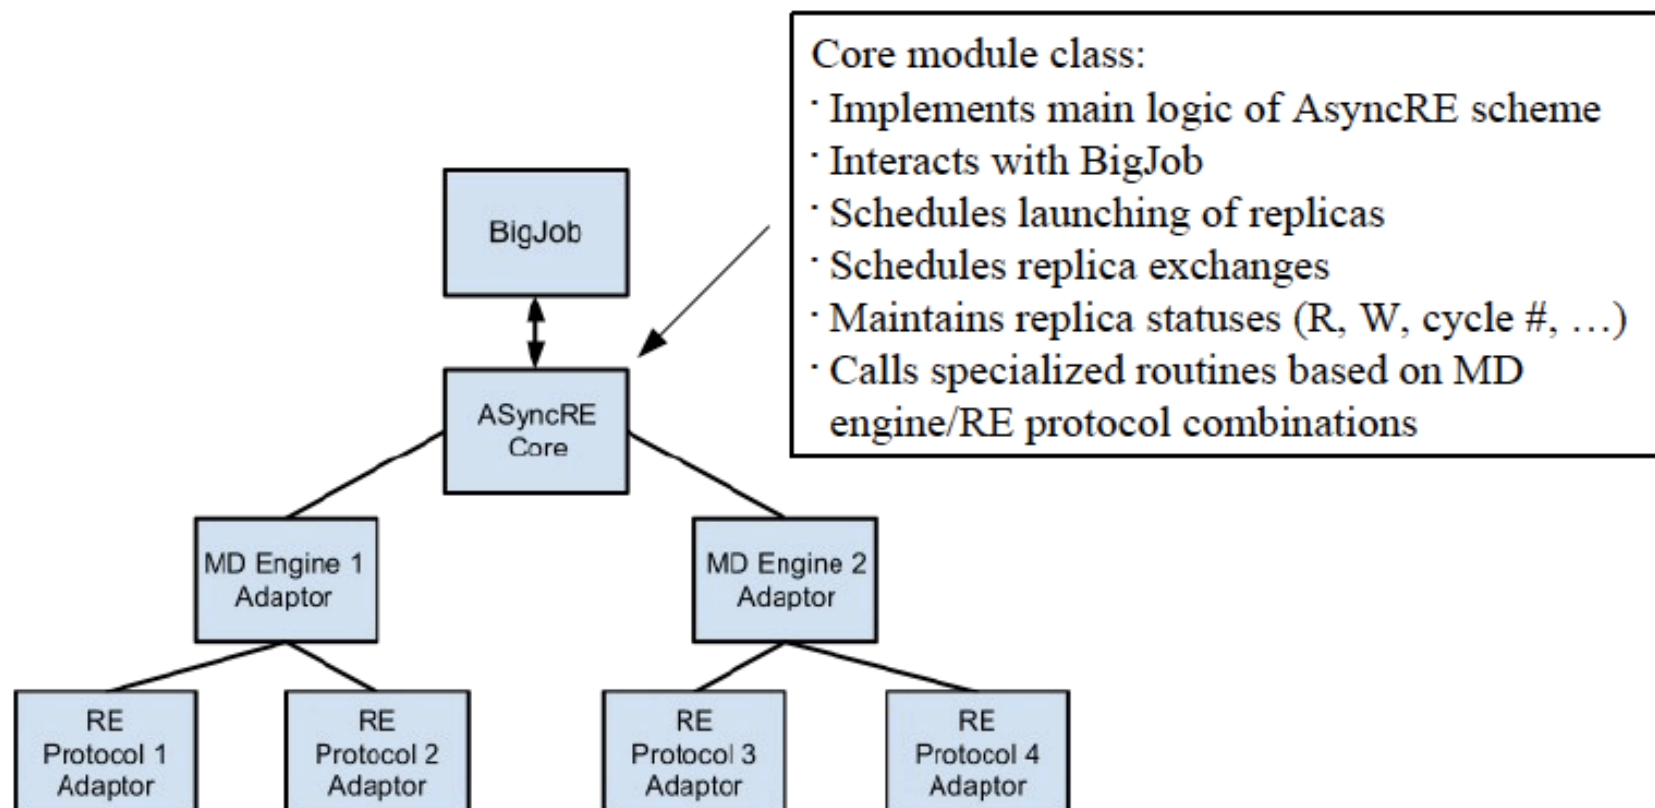 Core module class:
· Implements main logic of AsyncRE scheme
· Interacts with BigJob
· Schedules launching of replicas
· Schedules replica exchanges
· Maintains replica statuses (R, W, cycle #, …)
· Calls specialized routines based on MD
engine/RE protocol combinations
BigJob
ASyncRE
Core
MD Engine 1
Adaptor
MD Engine 2
Adaptor
RE
Protocol 1
Adaptor
RE
Protocol 2
Adaptor
RE
Protocol 3
Adaptor
RE
Protocol 4
Adaptor